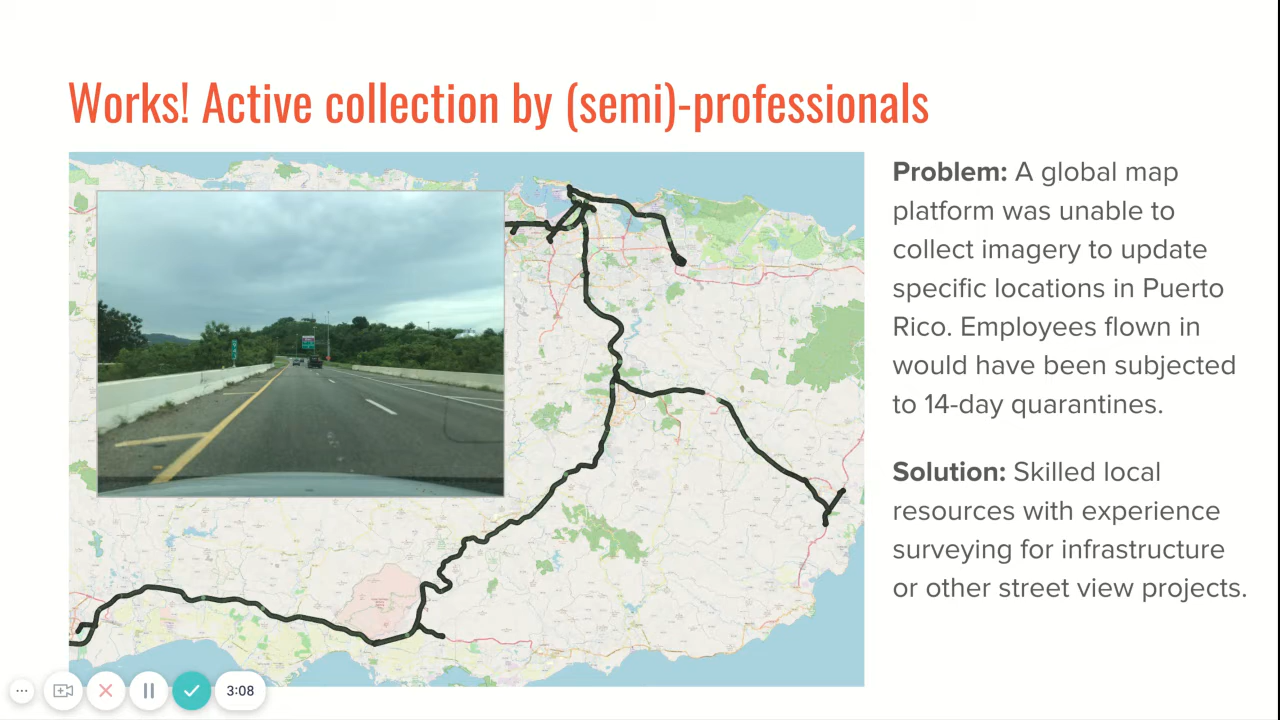 Works! Active collection by (semi)-professionals
Problem: A global map
platform was unable to
collect imagery to update
specific locations in Puerto
Rico. Employees flown in
would have been subjected
to 14-day quarantines.
Solution: Skilled local
resources with experience
surveying for infrastructure
or other street view projects.
3:08